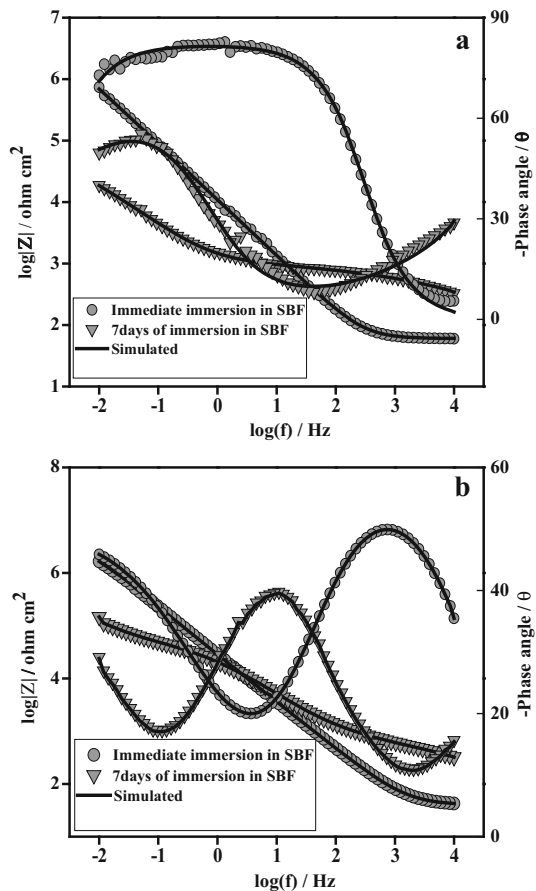 a
7
6
5
4
3
2
1
log|Z| / ohm cm²
90
60
30
0
-Phase angle / θ
Immediate immersion in SBF
7days of immersion in SBF
Simulated
-2 -1 0 1 2 3 4
log(f) / Hz
b
8
6
4
2
log|Z| / ohm cm²
60
40
20
0
-Phase angle / θ
Immediate immersion in SBF
7days of immersion in SBF
Simulated
-2 -1 0 1 2 3 4
log(f) / Hz